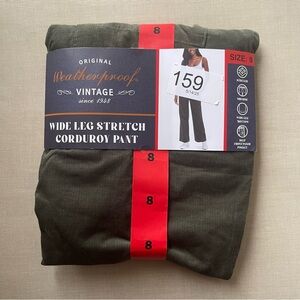 8
ORIGINAL
Weatherproof
VINTAGE
since 1948
WIDE LEG STRETCH
CORDUROY PANT
159
SIZE: 8
8
8
8